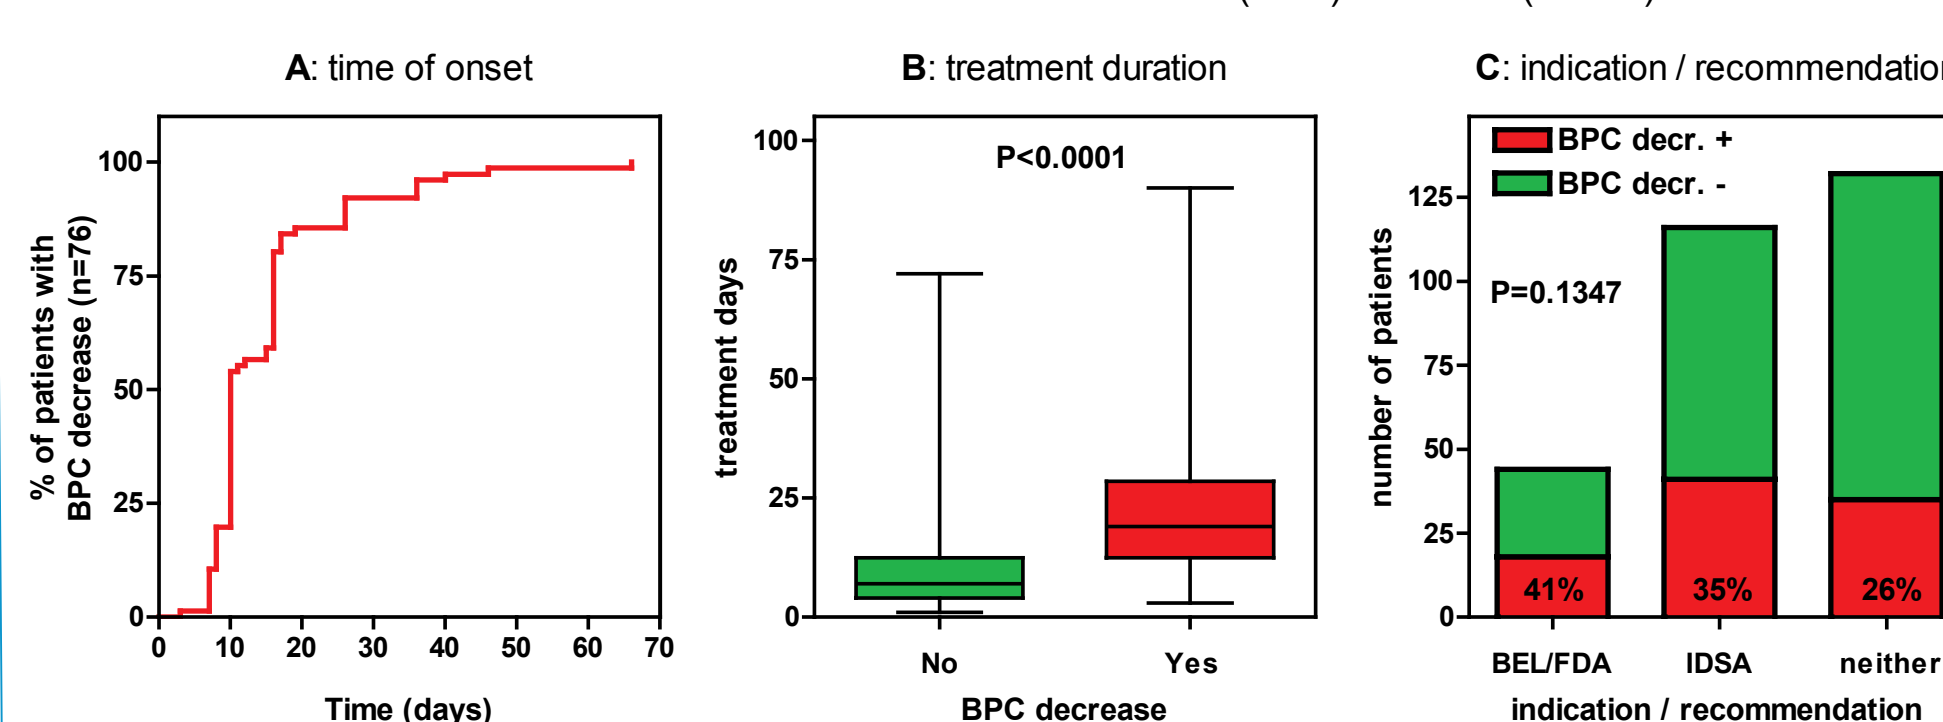 A: time of onset
100
75
50
25
0
% of patients with
BPC decrease (n=76)
0 10 20 30 40 50 60 70
Time (days)
B: treatment duration
P<0.0001
100
75
50
25
0
treatment days
No Yes
BPC decrease
C: indication / recommendation
BPC decr. +
BPC decr. -
P=0.1347
125
100
75
50
25
0
number of patients
41% 35% 26%
BEL/FDA IDSA neither
indication / recommendation